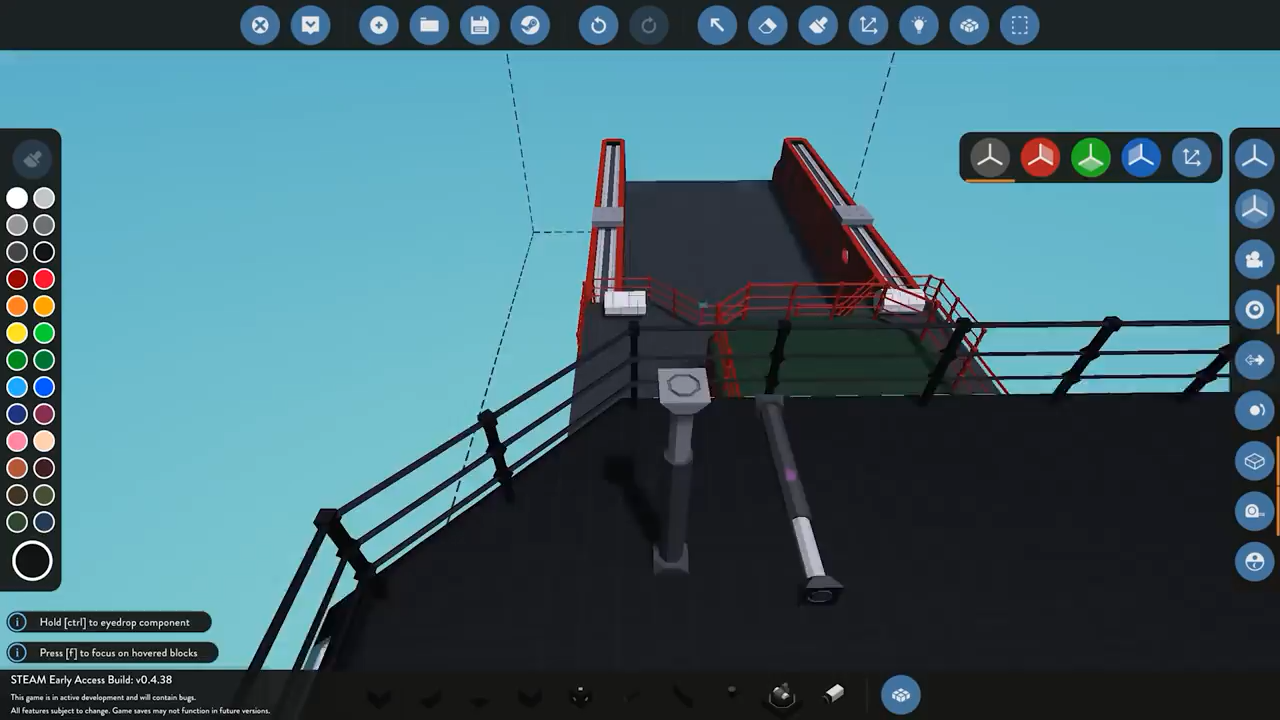 Hold [ctrl] to eyedrop component
Press [f] to focus on hovered blocks
STEAM Early Access Build: v0.4.38
This game is in active development and will contain bugs.
All features subject to change. Game saves may not function in future versions.